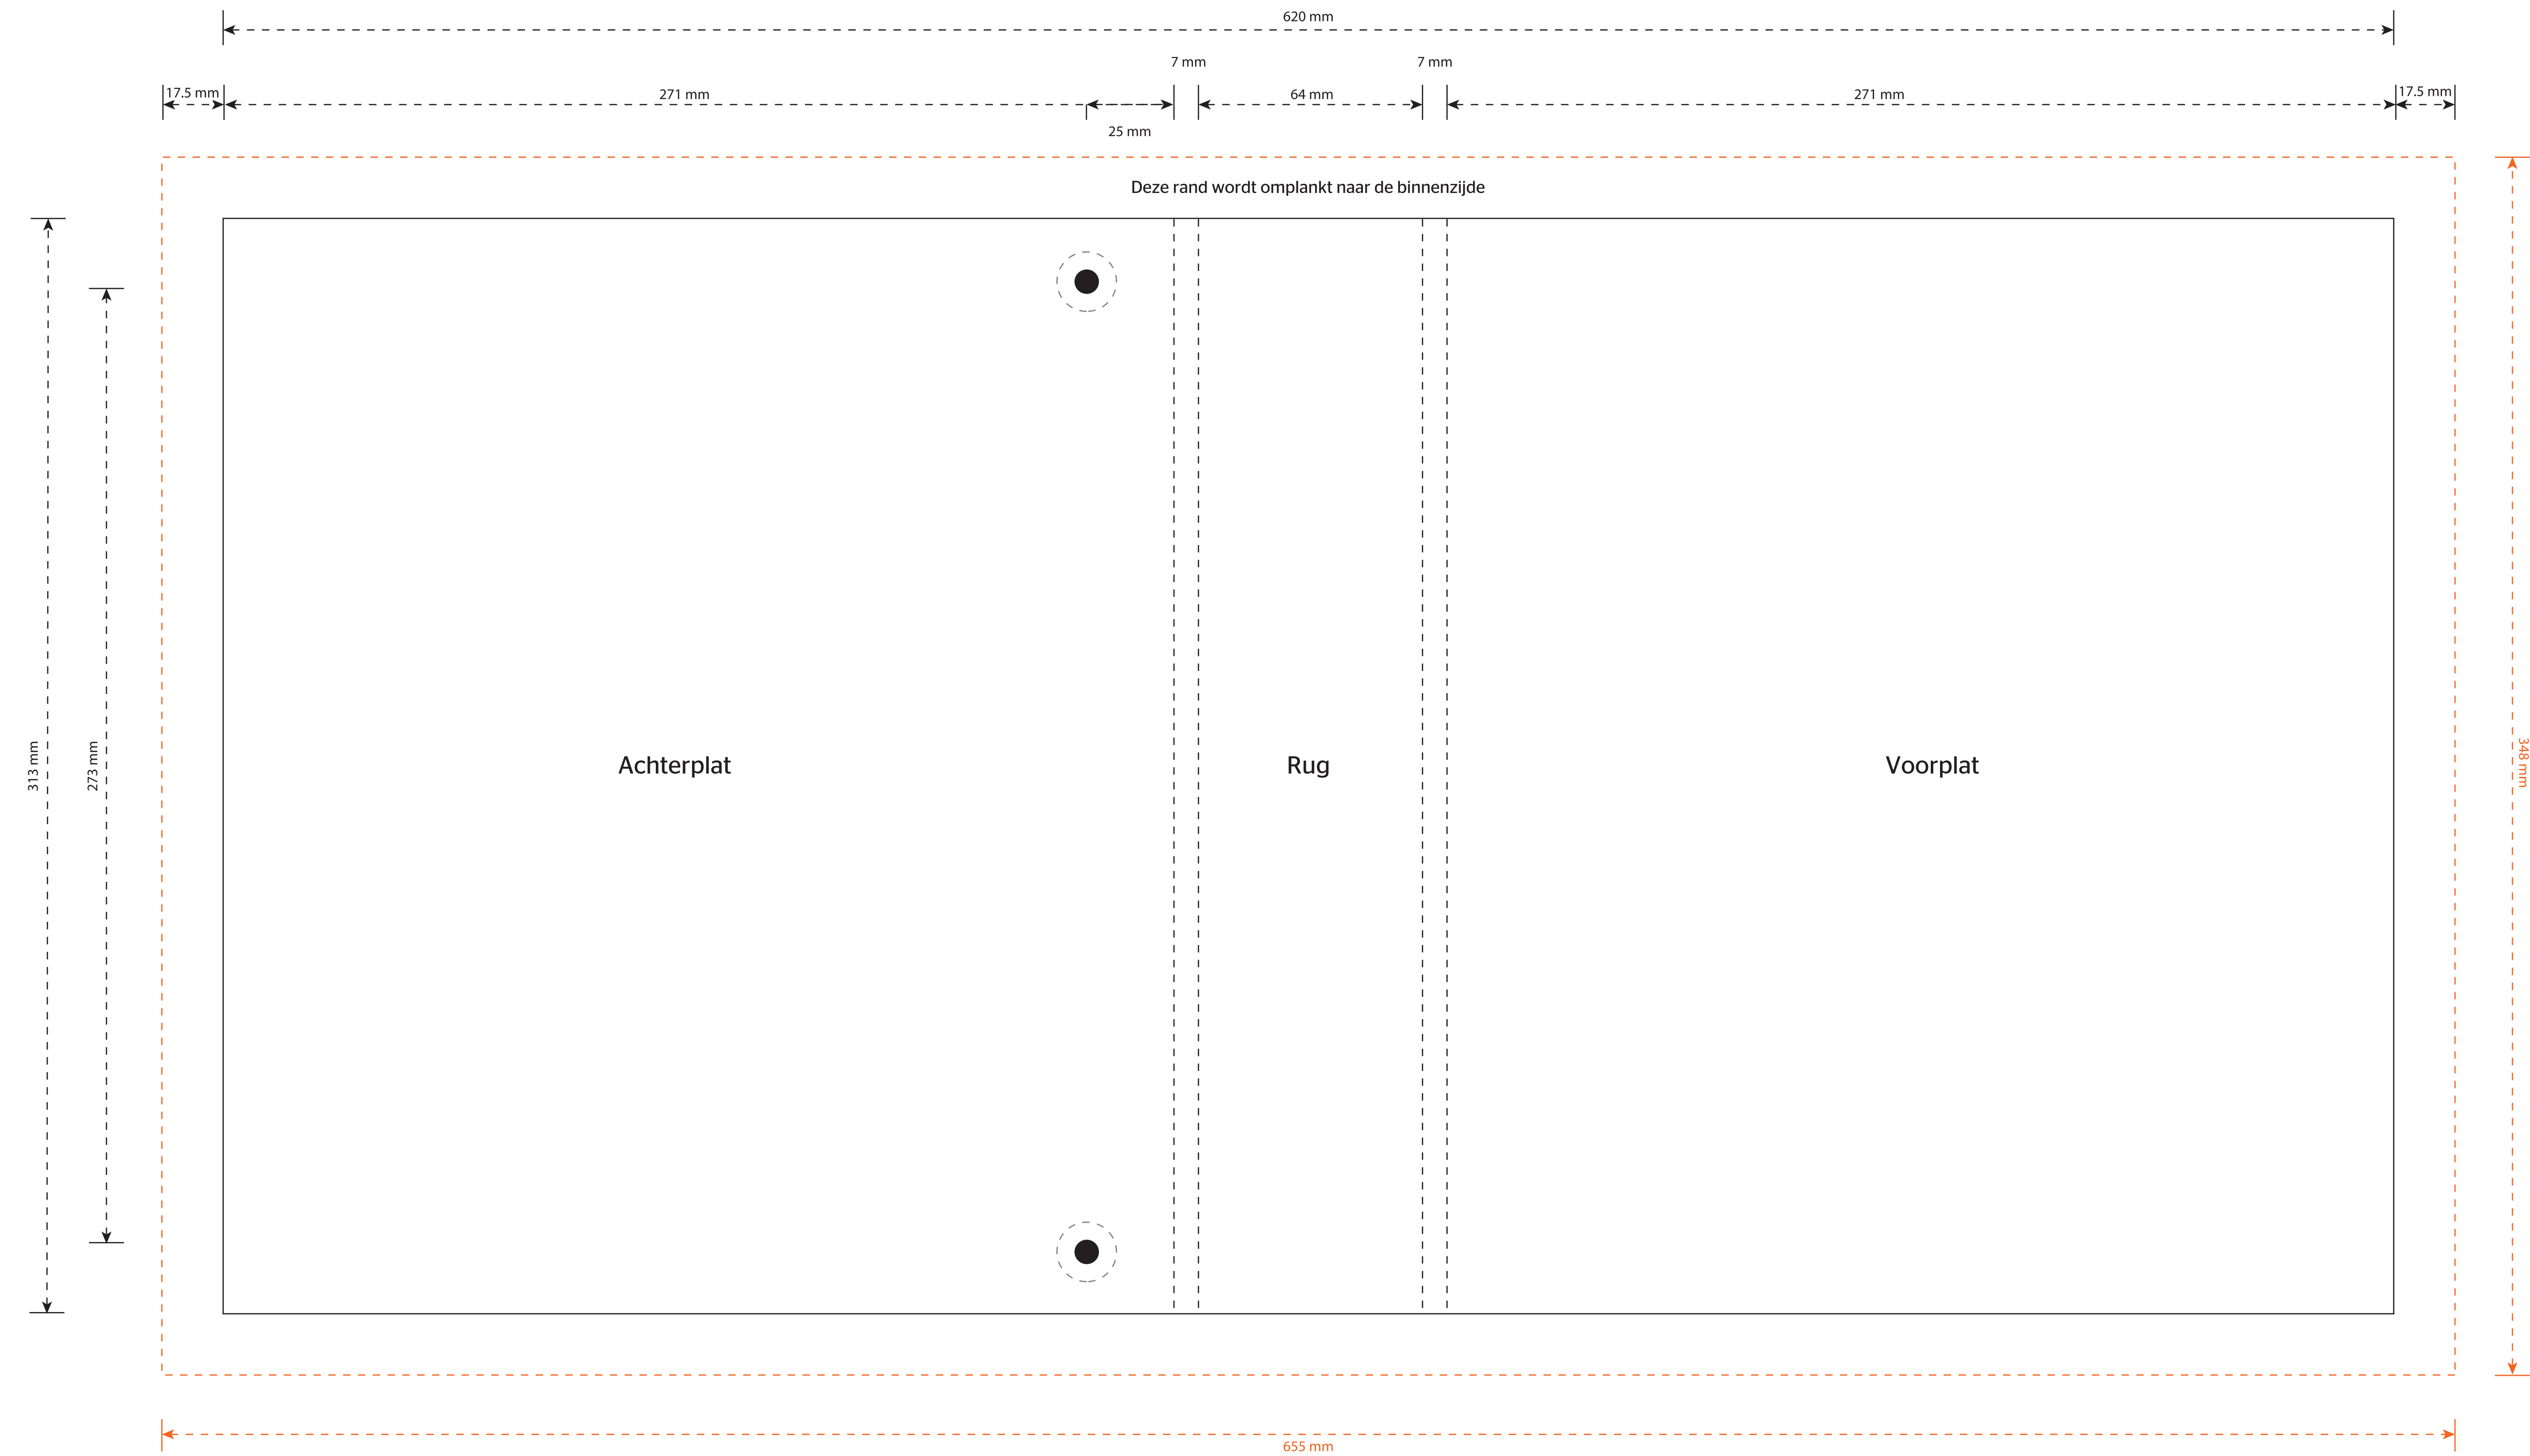 620 mm
7 mm
7 mm
17.5 mm
271 mm
64 mm
271 mm
17.5 mm
25 mm
Deze rand wordt omplankt naar de binnenzijde
313 mm
273 mm
Achterplat
Rug
Voorplat
348 mm
655 mm